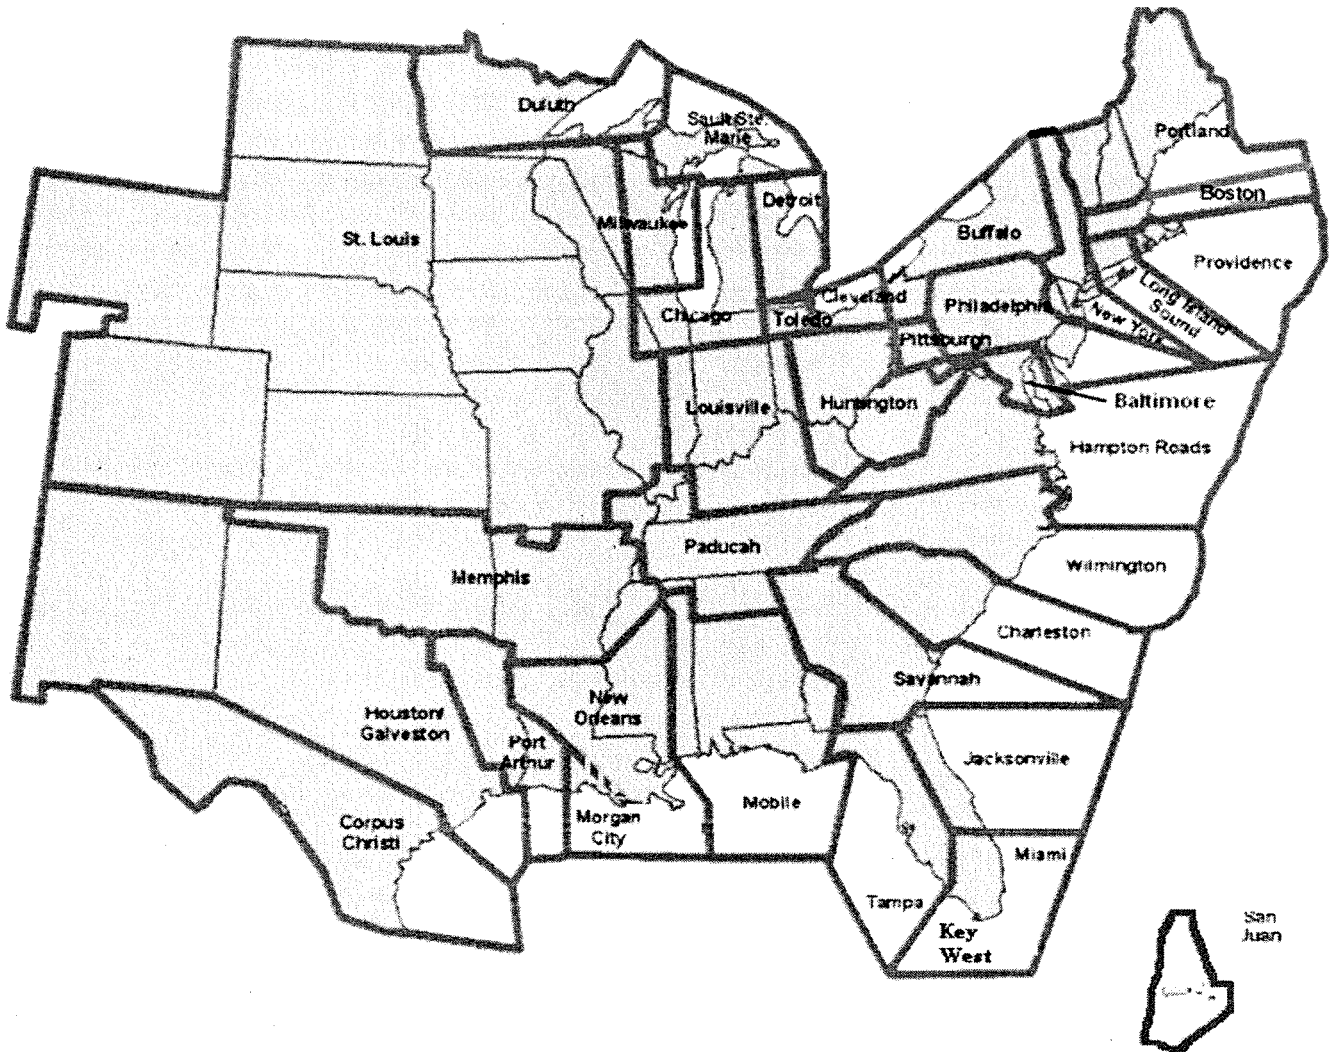 Duluth
Sault Ste.
Marie
Portland
Boston
Detroit
Milwaukee
St. Louis
Buffalo
Providence
Long Island
Sound
New York
Cleveland
Philadelphia
Chicago
Toledo
Pittsburgh
Louisville
Huntington
Baltimore
Hampton Roads
Paducah
Memphis
Wilmington
Charleston
Savannah
New
Orleans
Houston/
Galveston
Port
Arthur
Jacksonville
Mobile
Morgan
City
Corpus
Christi
Miami
Tampa
Key
West
San
Juan